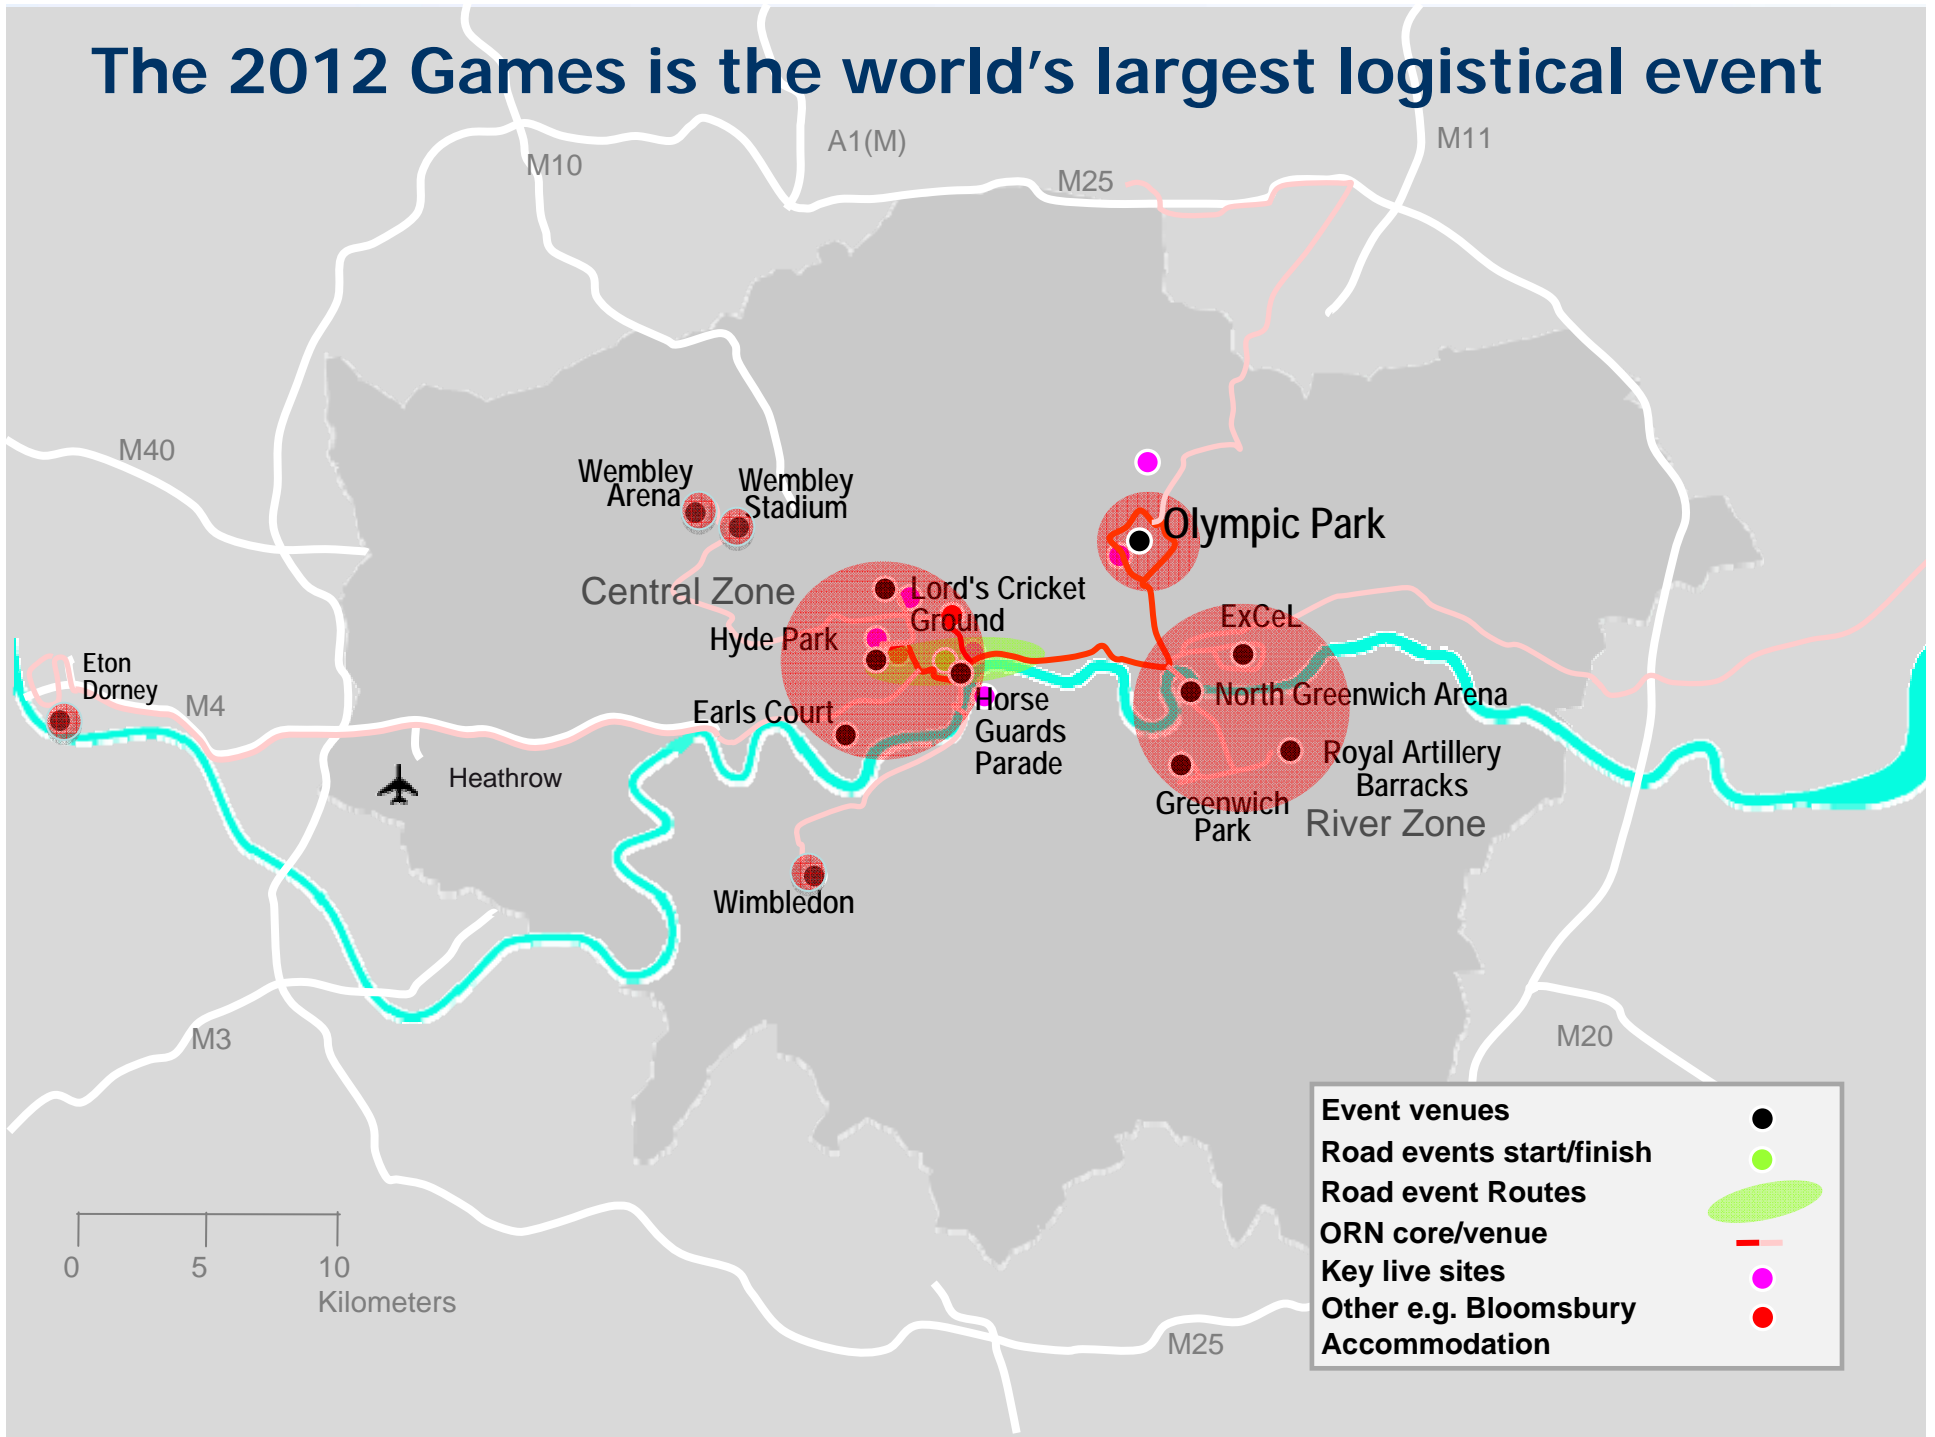 The 2012 Games is the world's largest logistical event
A1(M)
M11
M10
M25
M40
Wembley
Arena
Wembley
Stadium
Olympic Park
Central Zone
Lord's Cricket
Ground
ExCeL
Hyde Park
Eton
Dorney
M4
North Greenwich Arena
Earls Court
Horse
Guards
Parade
Royal Artillery
Barracks
Heathrow
Greenwich
Park
River Zone
Wimbledon
M3
M20
Event venues
Road events start/finish
Road event Routes
ORN core/venue
Key live sites
Other e.g. Bloomsbury
Accommodation
0 5 10
Kilometers
M25